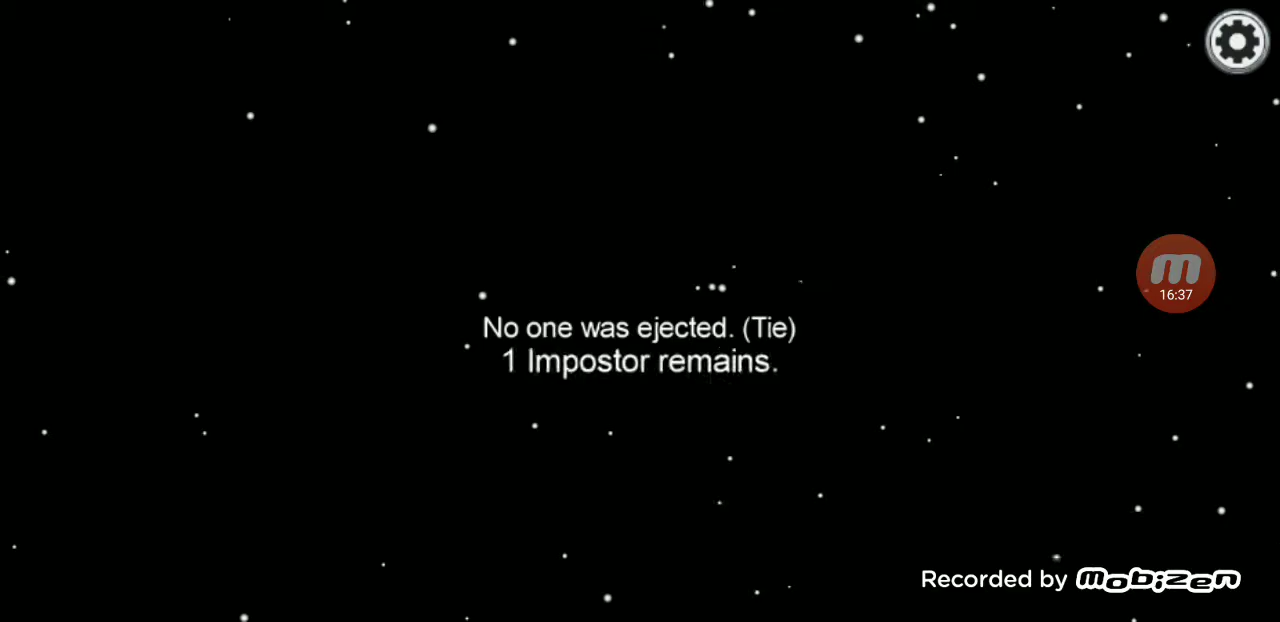 16:37
No one was ejected. (Tie)
1 Impostor remains.
Recorded by mobizen